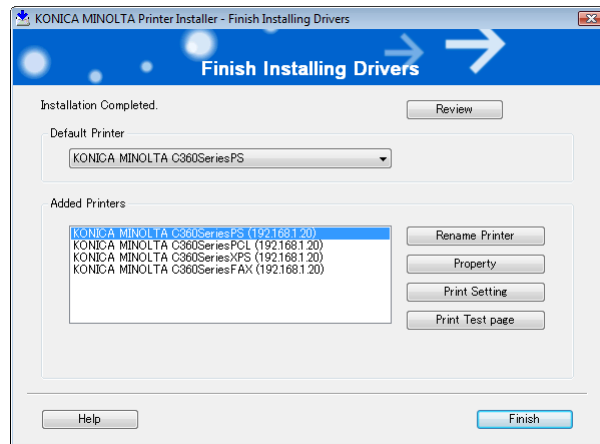 KONICA MINOLTA Printer Installer - Finish Installing Drivers
Finish Installing Drivers
Installation Completed.
Review
Default Printer
KONICA MINOLTA C360SeriesPS
Added Printers
KONICA MINOLTA C360SeriesPS (192.168.1.20)
KONICA MINOLTA C360SeriesPCL (192.168.1.20)
KONICA MINOLTA C360SeriesXPS (192.168.1.20)
KONICA MINOLTA C360SeriesFAX (192.168.1.20)
Rename Printer
Property
Print Setting
Print Test page
Help
Finish